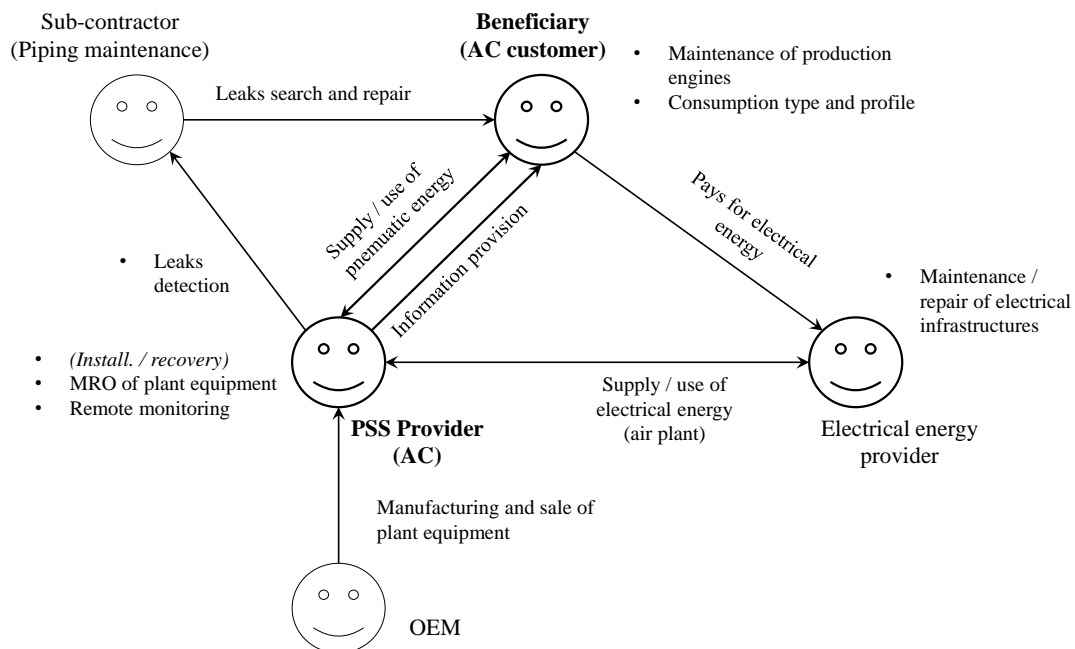 Sub-contractor
(Piping maintenance)
Beneficiary
(AC customer)
• Maintenance of production
engines
• Consumption type and profile
Leaks search and repair
Supply / use of
pnemuatic energy
Information provision
Pays for electrical
energy
• Leaks
detection
• Maintenance /
repair of electrical
infrastructures
• (Install. / recovery)
• MRO of plant equipment
• Remote monitoring
PSS Provider
(AC)
Supply / use of
electrical energy
(air plant)
Electrical energy
provider
Manufacturing and sale of
plant equipment
OEM